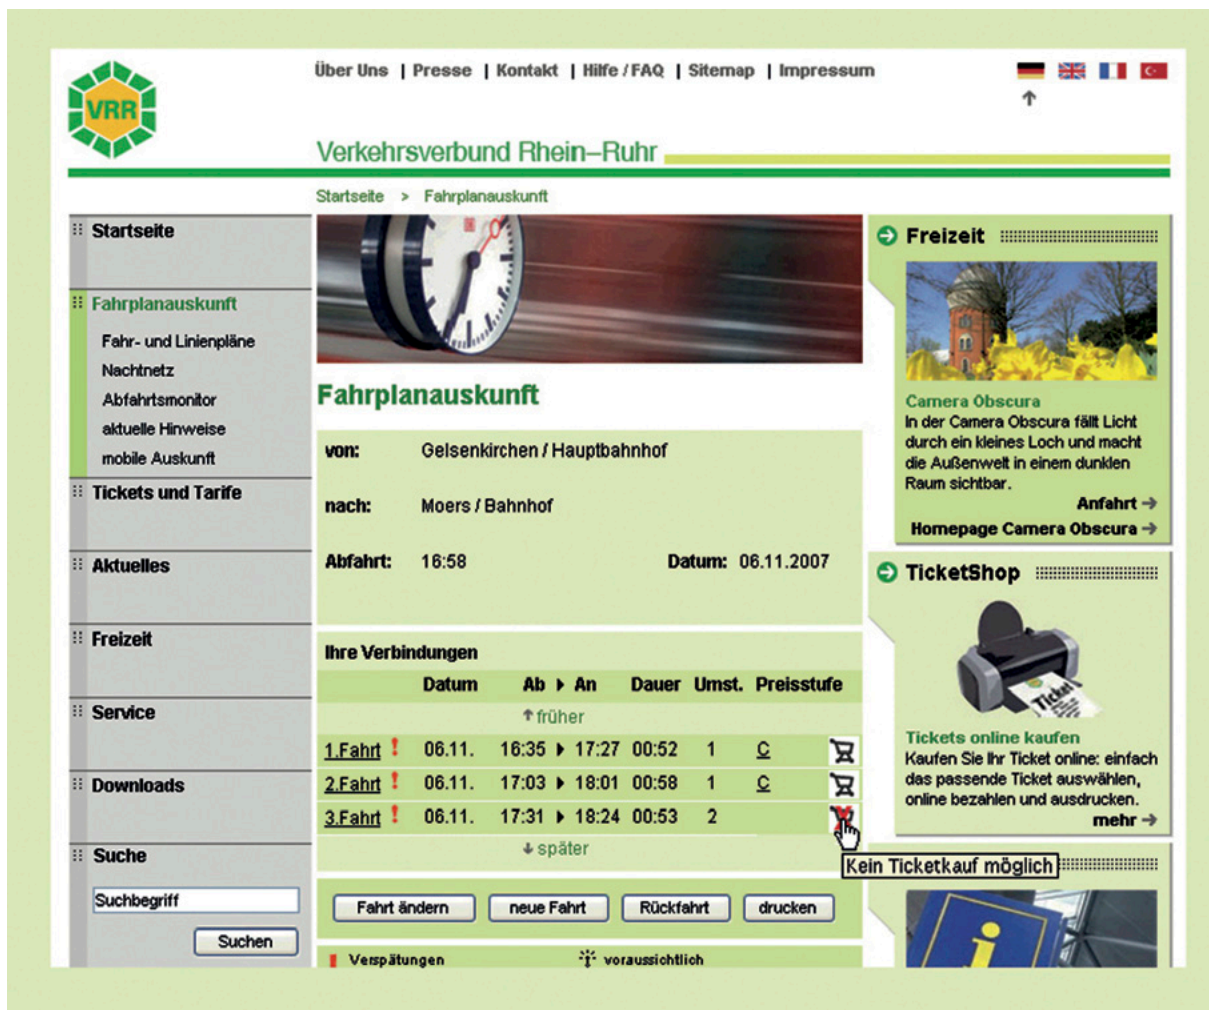 Über Uns | Presse | Kontakt | Hilfe / FAQ | Sitemap | Impressum
VRR
Verkehrsverbund Rhein–Ruhr
Startseite > Fahrplanauskunft
Startseite
Fahrplanauskunft
Fahr- und Linienpläne
Nachtnetz
Abfahrtsmonitor
aktuelle Hinweise
mobile Auskunft
Tickets und Tarife
Aktuelles
Freizeit
Service
Downloads
Suche
Suchbegriff
Suchen
Fahrplanauskunft
von: Gelsenkirchen / Hauptbahnhof
nach: Moers / Bahnhof
Abfahrt: 16:58 Datum: 06.11.2007
Ihre Verbindungen
Datum Ab An Dauer Umst. Preisstufe
früher
1.Fahrt ! 06.11. 16:35 17:27 00:52 1 C
2.Fahrt ! 06.11. 17:03 18:01 00:58 1 C
3.Fahrt ! 06.11. 17:31 18:24 00:53 2
später
Kein Ticketkauf möglich
Fahrt ändern neue Fahrt Rückfahrt drucken
! Verspätungen voraussichtlich
Freizeit
Camera Obscura
In der Camera Obscura fällt Licht
durch ein kleines Loch und macht
die Außenwelt in einem dunklen
Raum sichtbar.
Anfahrt
Homepage Camera Obscura
TicketShop
Ticket
Tickets online kaufen
Kaufen Sie Ihr Ticket online: einfach
das passende Ticket auswählen,
online bezahlen und ausdrucken.
mehr
i